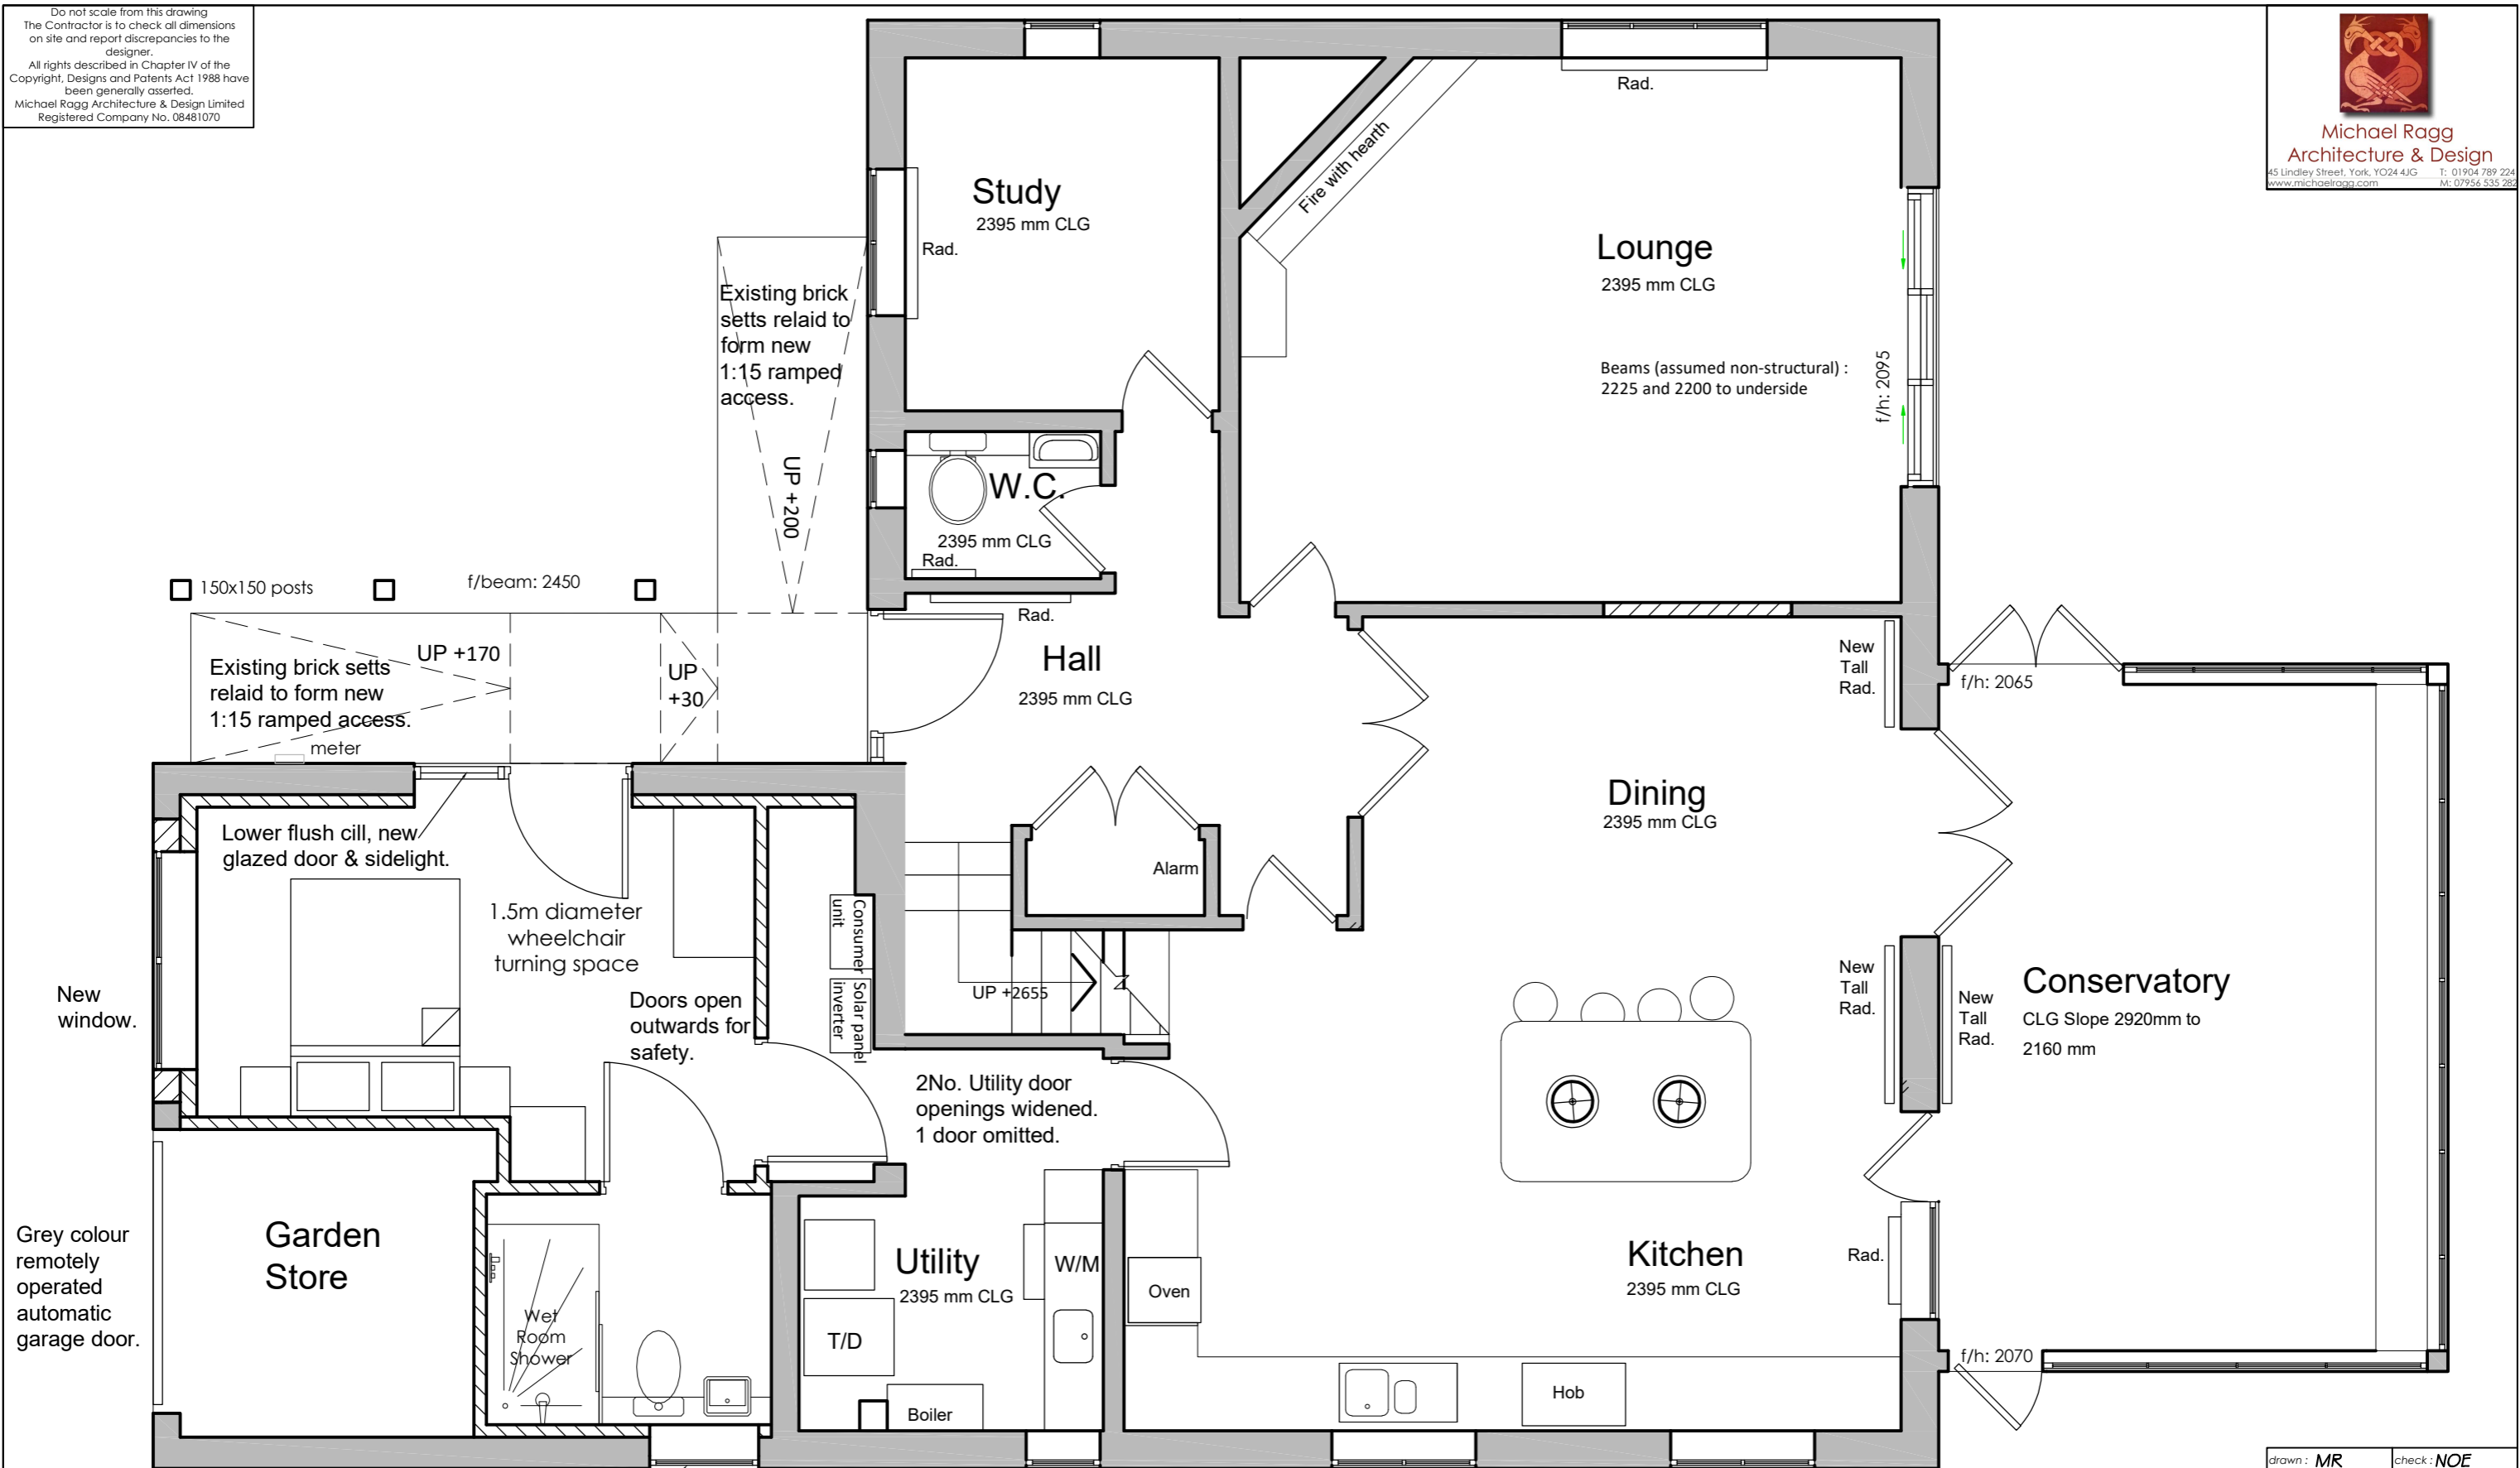 Do not scale from this drawing
The Contractor is to check all dimensions
on site and report discrepancies to the
designer.
All rights described in Chapter IV of the
Copyright, Designs and Patents Act 1988 have
been generally asserted.
Michael Ragg Architecture & Design Limited
Registered Company No. 08481070
Michael Ragg
Architecture & Design
45 Lindley Street, York, YO24 4JG T: 01904 789 224
www.michaelragg.com M: 07956 535 282
Rad.
Fire with hearth
Study
2395 mm CLG
Rad.
Lounge
2395 mm CLG
Beams (assumed non-structural) :
2225 and 2200 to underside
f/h: 2095
Existing brick
setts relaid to
form new
1:15 ramped
access.
UP +200
W.C.
2395 mm CLG
Rad.
150x150 posts
f/beam: 2450
Rad.
Hall
2395 mm CLG
UP +170
UP
+30
Existing brick setts
relaid to form new
1:15 ramped access.
meter
New
Tall
Rad.
f/h: 2065
Dining
2395 mm CLG
Lower flush cill, new
glazed door & sidelight.
Alarm
1.5m diameter
wheelchair
turning space
Consumer
unit
Solar panel
inverter
New
window.
Doors open
outwards for
safety.
UP +2655
New
Tall
Rad.
New
Tall
Rad.
Conservatory
CLG Slope 2920mm to
2160 mm
2No. Utility door
openings widened.
1 door omitted.
Grey colour
remotely
operated
automatic
garage door.
Garden
Store
Wet
Room
Shower
Utility
2395 mm CLG
W/M
T/D
Boiler
Oven
Kitchen
2395 mm CLG
Rad.
Hob
f/h: 2070
drawn : MR
check : NOE